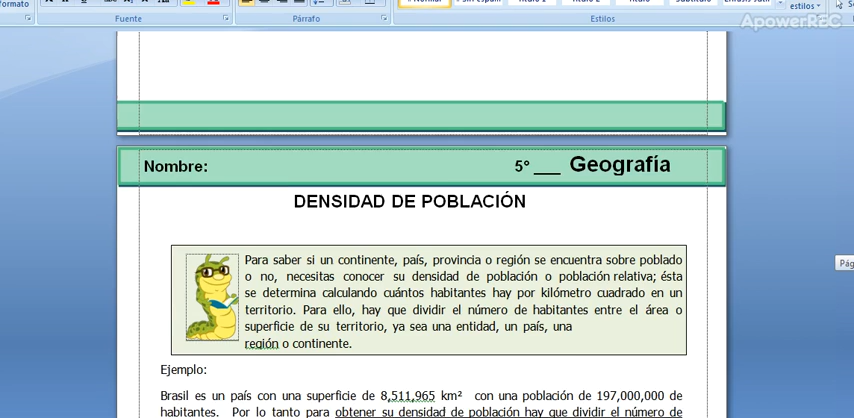 formato
Fuente
Párrafo
Estilos
estilos
ApowerREC
Nombre:
5° ___ Geografía
DENSIDAD DE POBLACIÓN
Para saber si un continente, país, provincia o región se encuentra sobre poblado
o no, necesitas conocer su densidad de población o población relativa; ésta
se determina calculando cuántos habitantes hay por kilómetro cuadrado en un
territorio. Para ello, hay que dividir el número de habitantes entre el área o
superficie de su territorio, ya sea una entidad, un país, una
región o continente.
Pág
Ejemplo:
Brasil es un país con una superficie de 8,511,965 km² con una población de 197,000,000 de
habitantes. Por lo tanto para obtener su densidad de población hay que dividir el número de